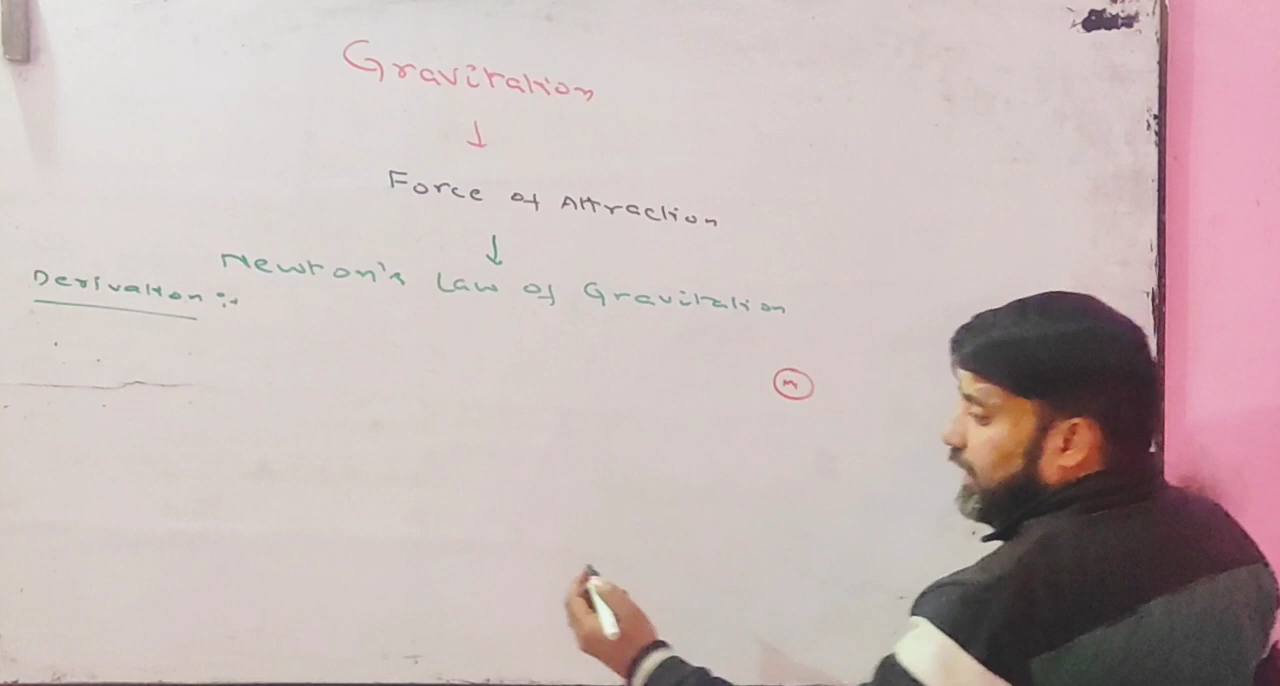 Gravitation
↓
Force of Attraction
↓
Newton's Law of Gravitation
Derivation :-
M